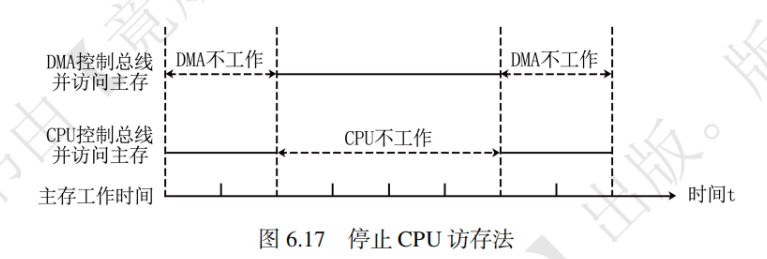 DMA控制总线
并访问主存
DMA不工作
DMA不工作
CPU控制总线
并访问主存
CPU不工作
主存工作时间
时间t
图 6.17 停止 CPU 访存法